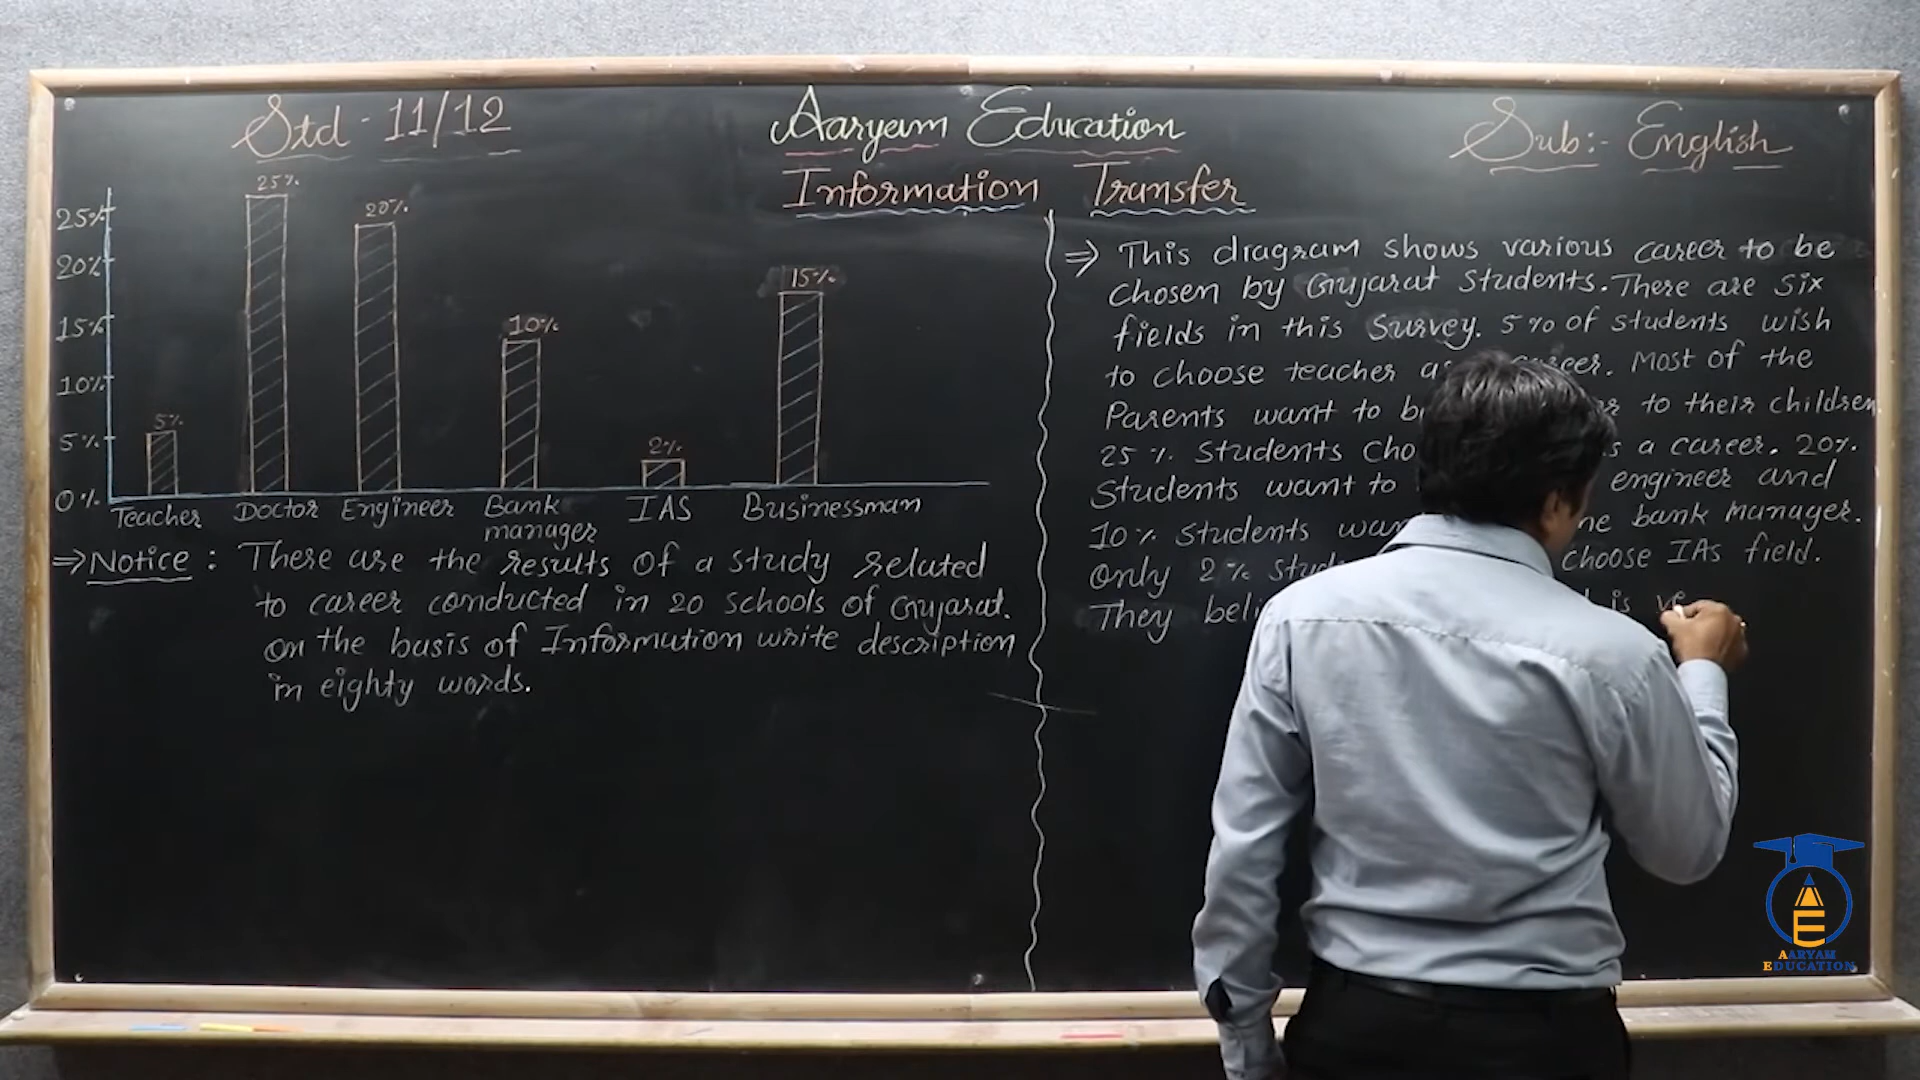 Std - 11/12
Aaryam Education
Sub:- English
Information Transfer
25%
20%
15%
10%
5%
0%
5%
25%
20%
10%
2%
15%
Teacher Doctor Engineer Bank manager IAS Businessman
⇒ Notice : There are the results of a study related
to career conducted in 20 schools of Gujarat.
on the basis of Information write description
in eighty words.
⇒ This diagram shows various career to be
chosen by Gujarat Students. There are six
fields in this Survey. 5% of students wish
to choose teacher career. Most of the
Parents want to to their children
25% Students a career. 20%
Students want to engineer and
10% Students bank manager.
Only 2% choose IAS field.
They is
AE
AARYAM
EDUCATION